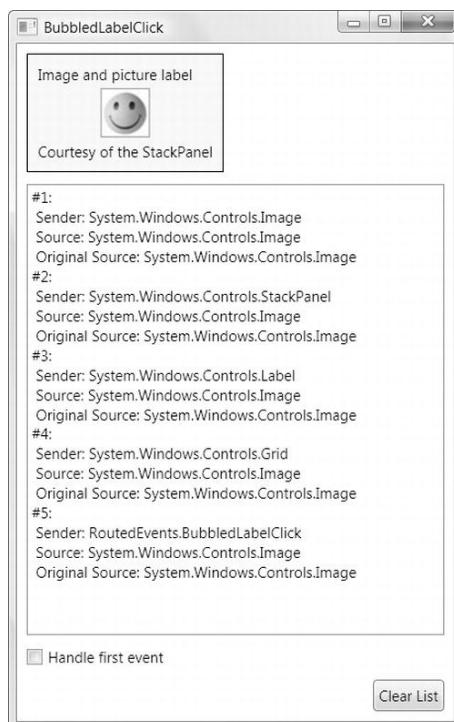 BubbledLabelClick
Image and picture label
Courtesy of the StackPanel
#1:
Sender: System.Windows.Controls.Image
Source: System.Windows.Controls.Image
Original Source: System.Windows.Controls.Image
#2:
Sender: System.Windows.Controls.StackPanel
Source: System.Windows.Controls.Image
Original Source: System.Windows.Controls.Image
#3:
Sender: System.Windows.Controls.Label
Source: System.Windows.Controls.Image
Original Source: System.Windows.Controls.Image
#4:
Sender: System.Windows.Controls.Grid
Source: System.Windows.Controls.Image
Original Source: System.Windows.Controls.Image
#5:
Sender: RoutedEvents.BubbledLabelClick
Source: System.Windows.Controls.Image
Original Source: System.Windows.Controls.Image
Handle first event
Clear List